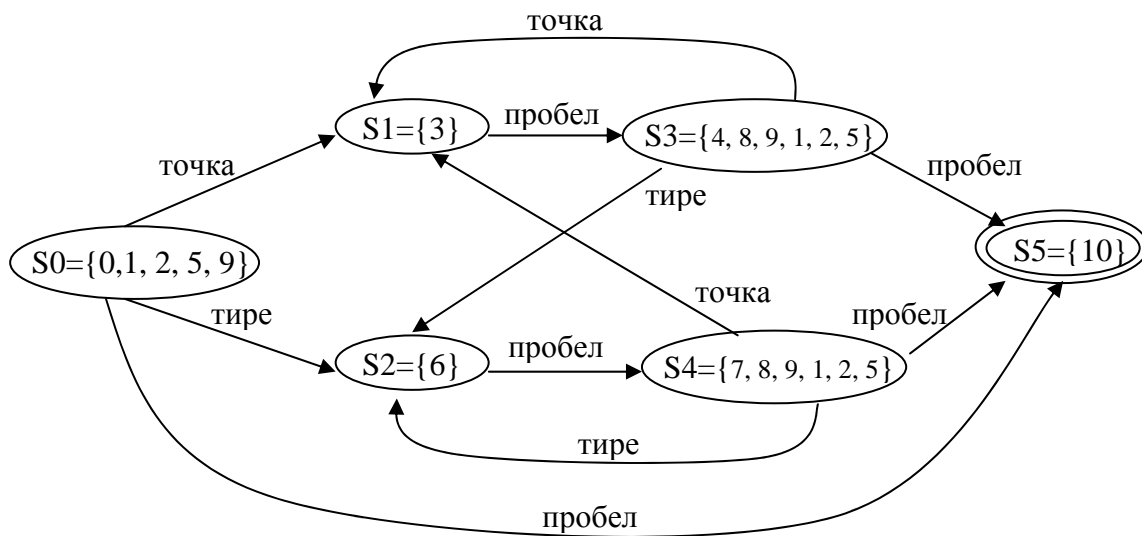 точка
S1={3}
пробел
S3={4, 8, 9, 1, 2, 5}
точка
пробел
тире
S0={0,1, 2, 5, 9}
S5={10}
точка
тире
пробел
S2={6}
пробел
S4={7, 8, 9, 1, 2, 5}
тире
пробел